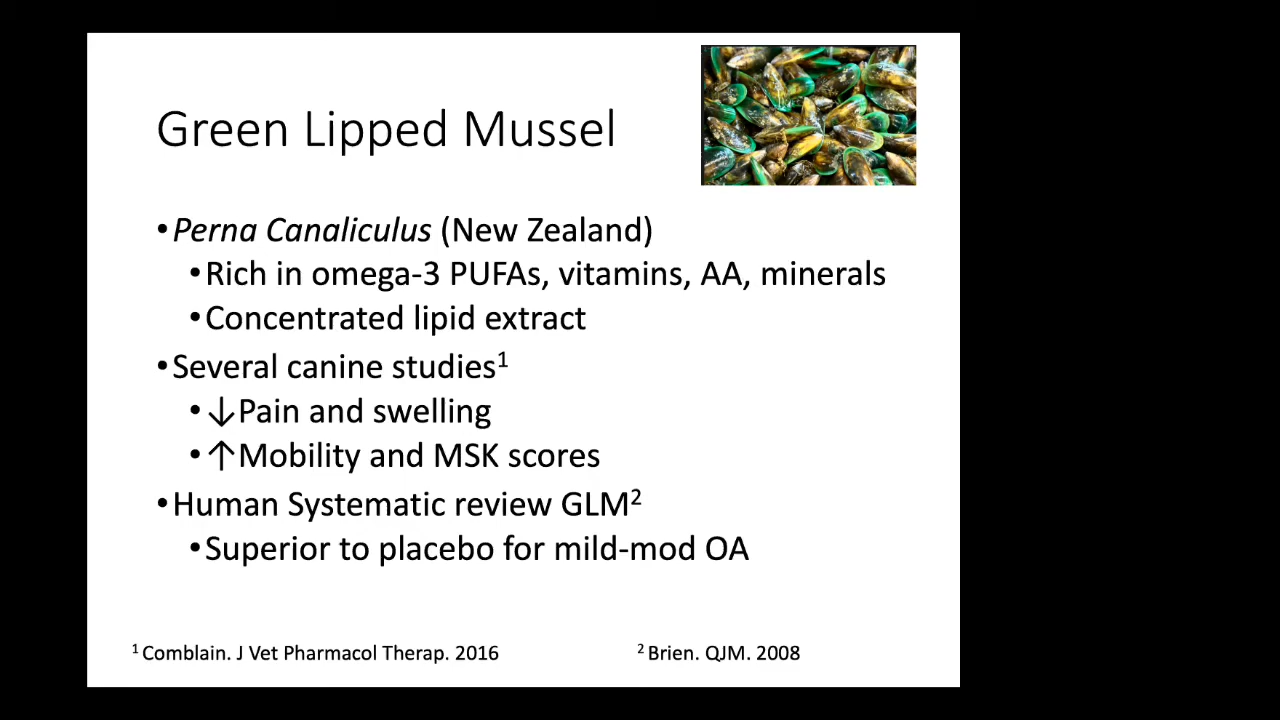 Green Lipped Mussel
•Perna Canaliculus (New Zealand)
•Rich in omega-3 PUFAs, vitamins, AA, minerals
•Concentrated lipid extract
•Several canine studies¹
•↓Pain and swelling
•↑Mobility and MSK scores
•Human Systematic review GLM²
•Superior to placebo for mild-mod OA
¹ Comblain. J Vet Pharmacol Therap. 2016
² Brien. QJM. 2008